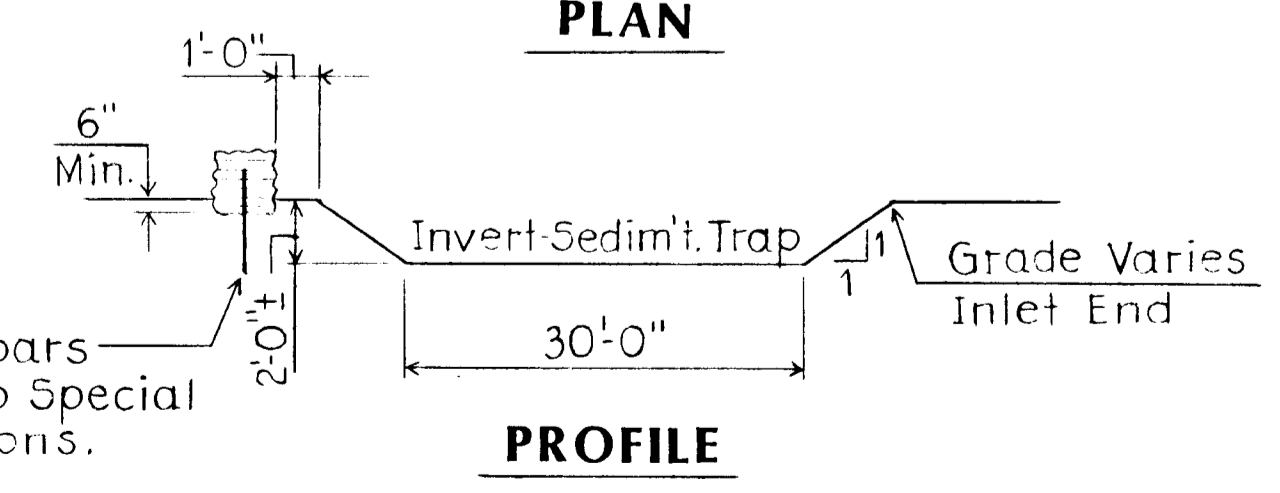 PLAN
1'-0"
6"
Min.
Invert-Sedim't. Trap
1
1
Grade Varies
Inlet End
2'-0"±
30'-0"
Special
PROFILE